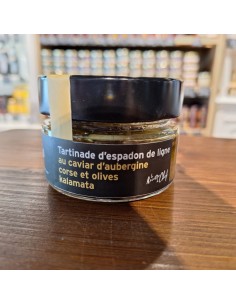 Tartinade d'espadon de ligne
au caviar d'aubergine
corse et olives
kalamata